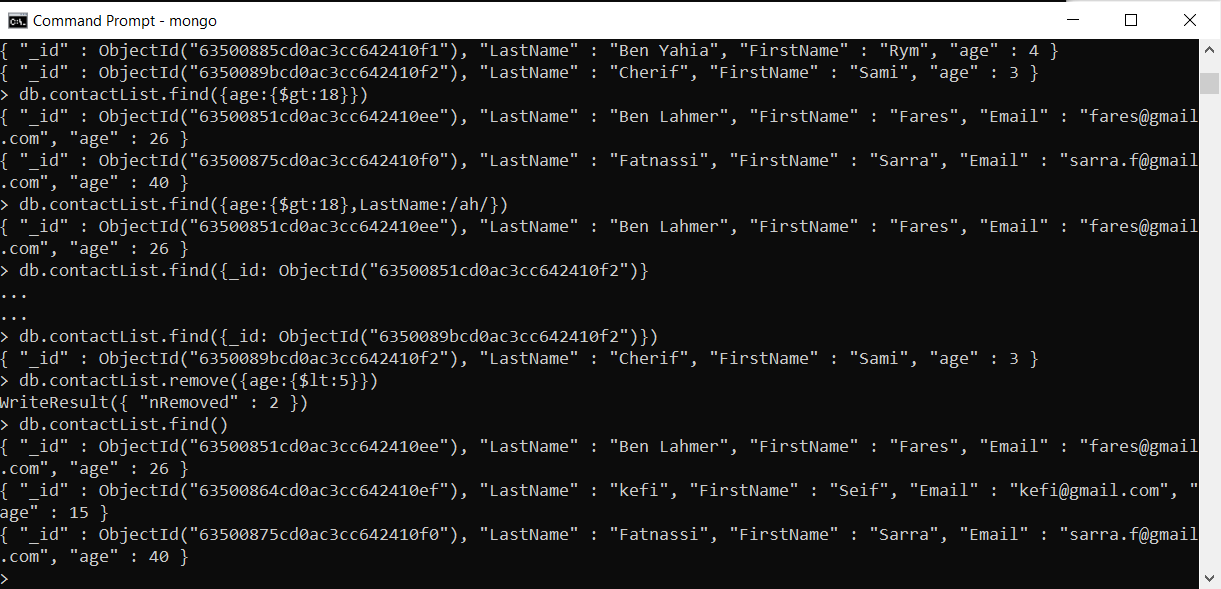 Command Prompt - mongo
{ "_id" : ObjectId("63500885cd0ac3cc642410f1"), "LastName" : "Ben Yahia", "FirstName" : "Rym", "age" : 4 }
{ "_id" : ObjectId("6350089bcd0ac3cc642410f2"), "LastName" : "Cherif", "FirstName" : "Sami", "age" : 3 }
> db.contactList.find({age:{$gt:18}})
{ "_id" : ObjectId("63500851cd0ac3cc642410ee"), "LastName" : "Ben Lahmer", "FirstName" : "Fares", "Email" : "fares@gmail
.com", "age" : 26 }
{ "_id" : ObjectId("63500875cd0ac3cc642410f0"), "LastName" : "Fatnassi", "FirstName" : "Sarra", "Email" : "sarra.f@gmail
.com", "age" : 40 }
> db.contactList.find({age:{$gt:18},LastName:/ah/})
{ "_id" : ObjectId("63500851cd0ac3cc642410ee"), "LastName" : "Ben Lahmer", "FirstName" : "Fares", "Email" : "fares@gmail
.com", "age" : 26 }
> db.contactList.find({_id: ObjectId("63500851cd0ac3cc642410f2")}
...
...
> db.contactList.find({_id: ObjectId("6350089bcd0ac3cc642410f2")})
{ "_id" : ObjectId("6350089bcd0ac3cc642410f2"), "LastName" : "Cherif", "FirstName" : "Sami", "age" : 3 }
> db.contactList.remove({age:{$lt:5}})
WriteResult({ "nRemoved" : 2 })
> db.contactList.find()
{ "_id" : ObjectId("63500851cd0ac3cc642410ee"), "LastName" : "Ben Lahmer", "FirstName" : "Fares", "Email" : "fares@gmail
.com", "age" : 26 }
{ "_id" : ObjectId("63500864cd0ac3cc642410ef"), "LastName" : "kefi", "FirstName" : "Seif", "Email" : "kefi@gmail.com", "
age" : 15 }
{ "_id" : ObjectId("63500875cd0ac3cc642410f0"), "LastName" : "Fatnassi", "FirstName" : "Sarra", "Email" : "sarra.f@gmail
.com", "age" : 40 }
>